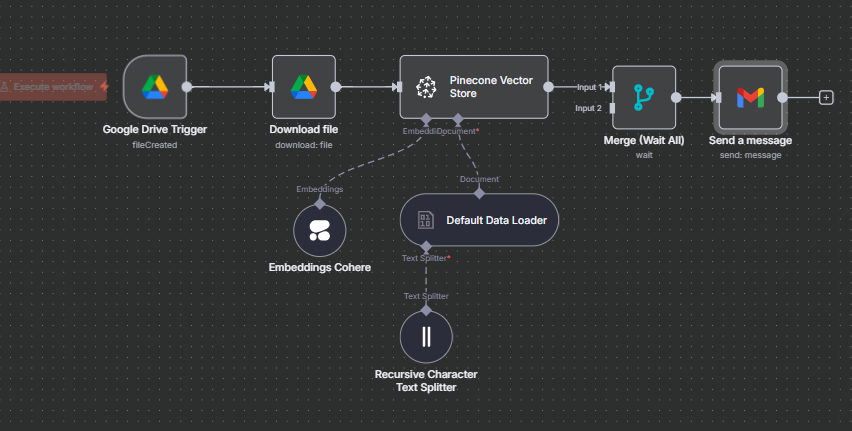 Execute workflow
Pinecone Vector
Store
Input 1
Input 2
Google Drive Trigger
fileCreated
Download file
download: file
Embeddi
Document*
Merge (Wait All)
wait
Send a message
send: message
Embeddings
Document
Default Data Loader
Embeddings Cohere
Text Splitter*
Text Splitter
Recursive Character
Text Splitter